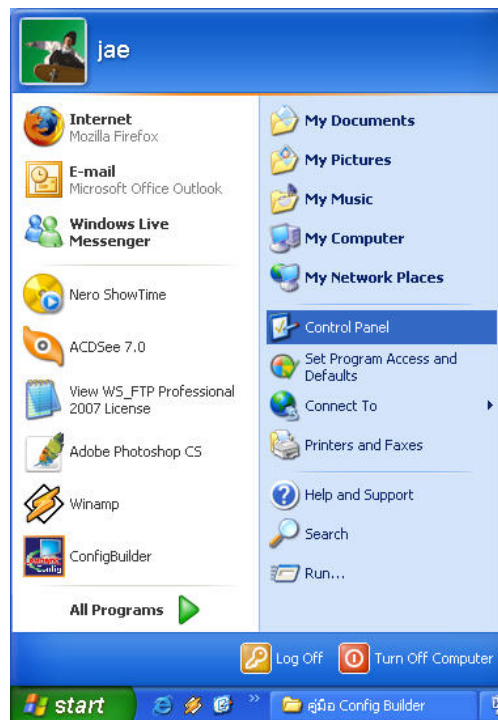 jae
Internet
Mozilla Firefox
E-mail
Microsoft Office Outlook
Windows Live
Messenger
Nero ShowTime
ACDSee 7.0
View WS_FTP Professional
2007 License
Adobe Photoshop CS
Winamp
ConfigBuilder
All Programs
My Documents
My Pictures
My Music
My Computer
My Network Places
Control Panel
Set Program Access and
Defaults
Connect To
Printers and Faxes
Help and Support
Search
Run...
Log Off
Turn Off Computer
start
คู่มือ Config Builder